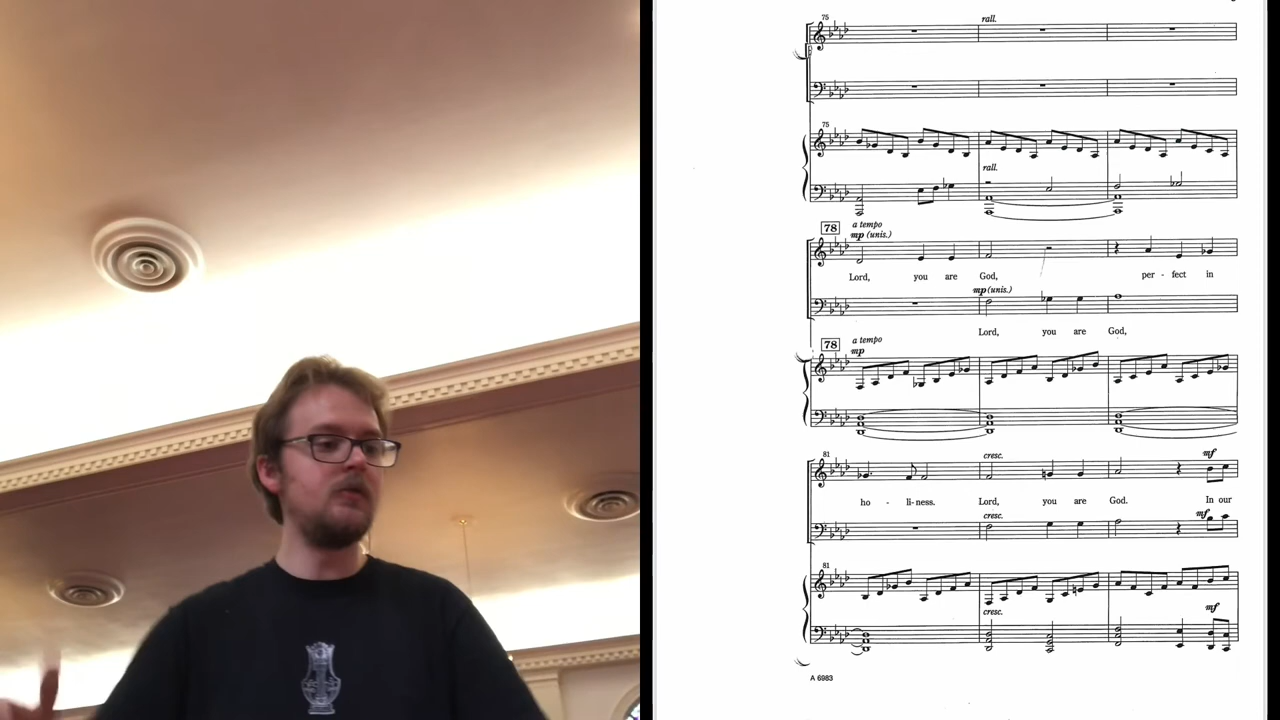 75
rall.
75
rall.
78 a tempo
mp (unis.)
Lord, you are God, per - fect in
mp (unis.)
Lord, you are God,
78 a tempo
mp
81 cresc. mf
ho - li-ness. Lord, you are God. In our
cresc. mf
81
cresc. mf
A 6983